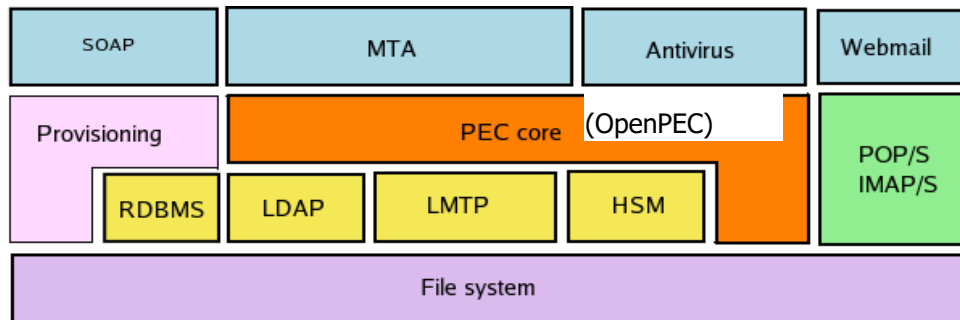 SOAP
MTA
Antivirus
Webmail
Provisioning
PEC core
(OpenPEC)
POP/S
IMAP/S
RDBMS
LDAP
LMTP
HSM
File system